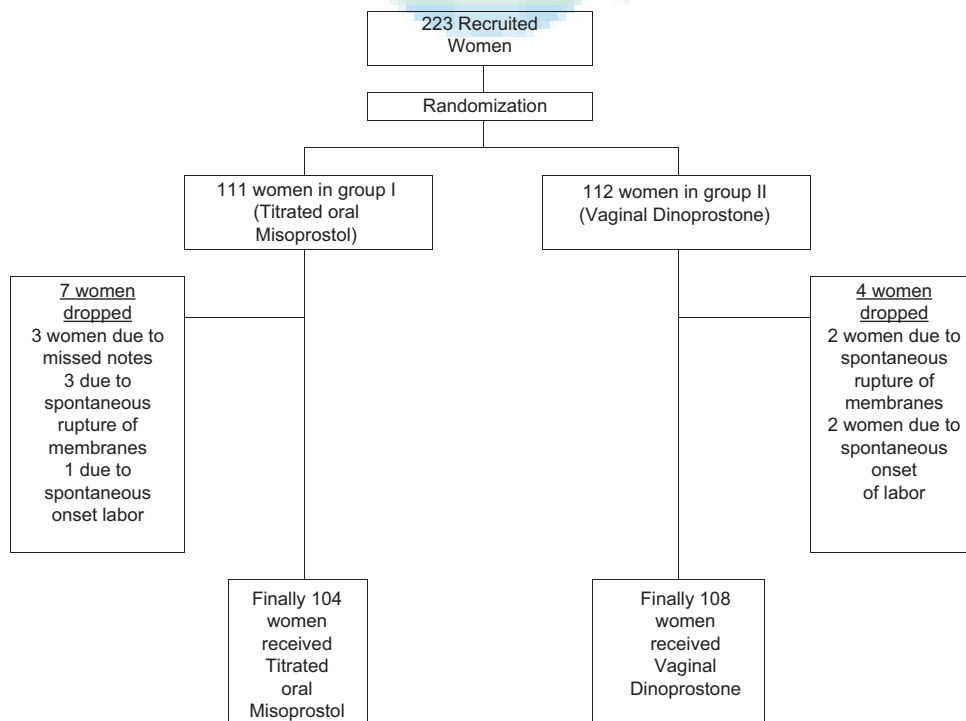 223 Recruited
Women
Randomization
111 women in group I
(Titrated oral
Misoprostol)
112 women in group II
(Vaginal Dinoprostone)
7 women
dropped
3 women due to
missed notes
3 due to
spontaneous
rupture of
membranes
1 due to
spontaneous
onset labor
4 women
dropped
2 women due to
spontaneous
rupture of
membranes
2 women due to
spontaneous
onset
of labor
Finally 104
women
received
Titrated
oral
Misoprostol
Finally 108
women
received
Vaginal
Dinoprostone